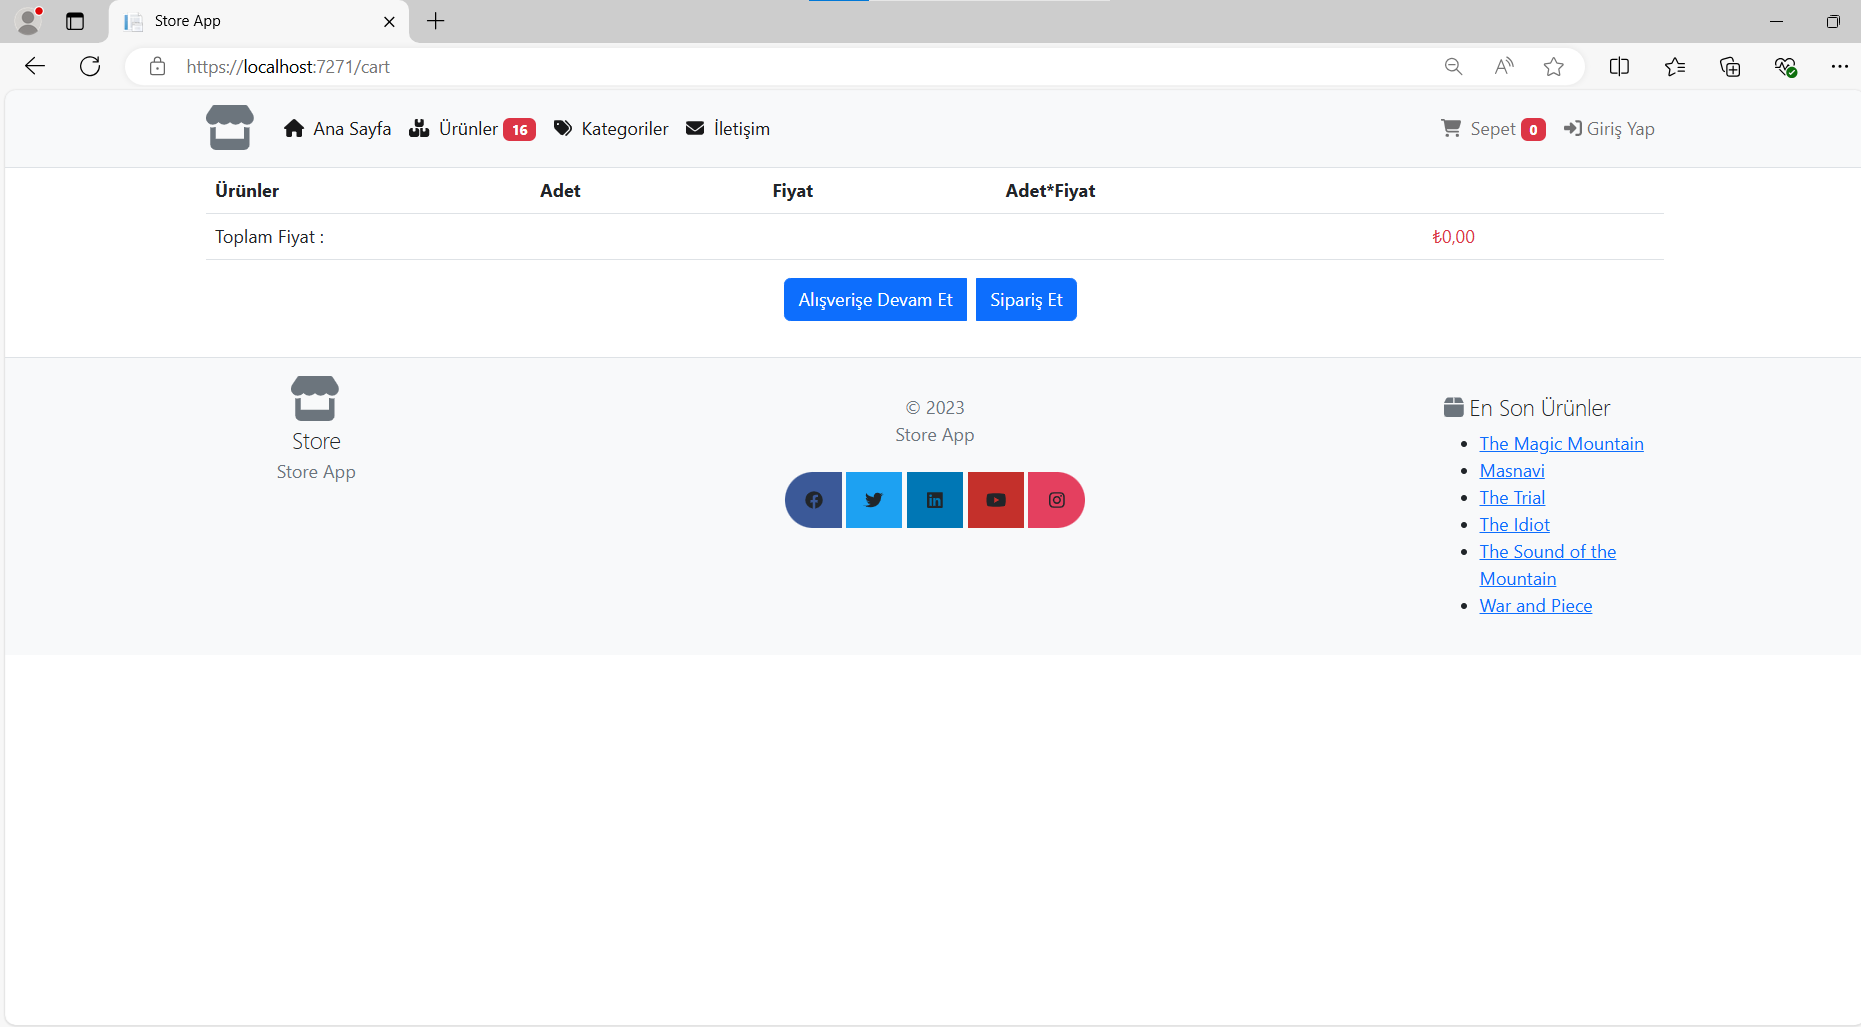 Store App
https://localhost:7271/cart
Ana Sayfa Ürünler 16 Kategoriler İletişim Sepet 0 Giriş Yap
Ürünler Adet Fiyat Adet*Fiyat
Toplam Fiyat : ₺0,00
Alışverişe Devam Et Sipariş Et
Store
Store App
© 2023
Store App
En Son Ürünler
The Magic Mountain
Masnavi
The Trial
The Idiot
The Sound of the
Mountain
War and Piece